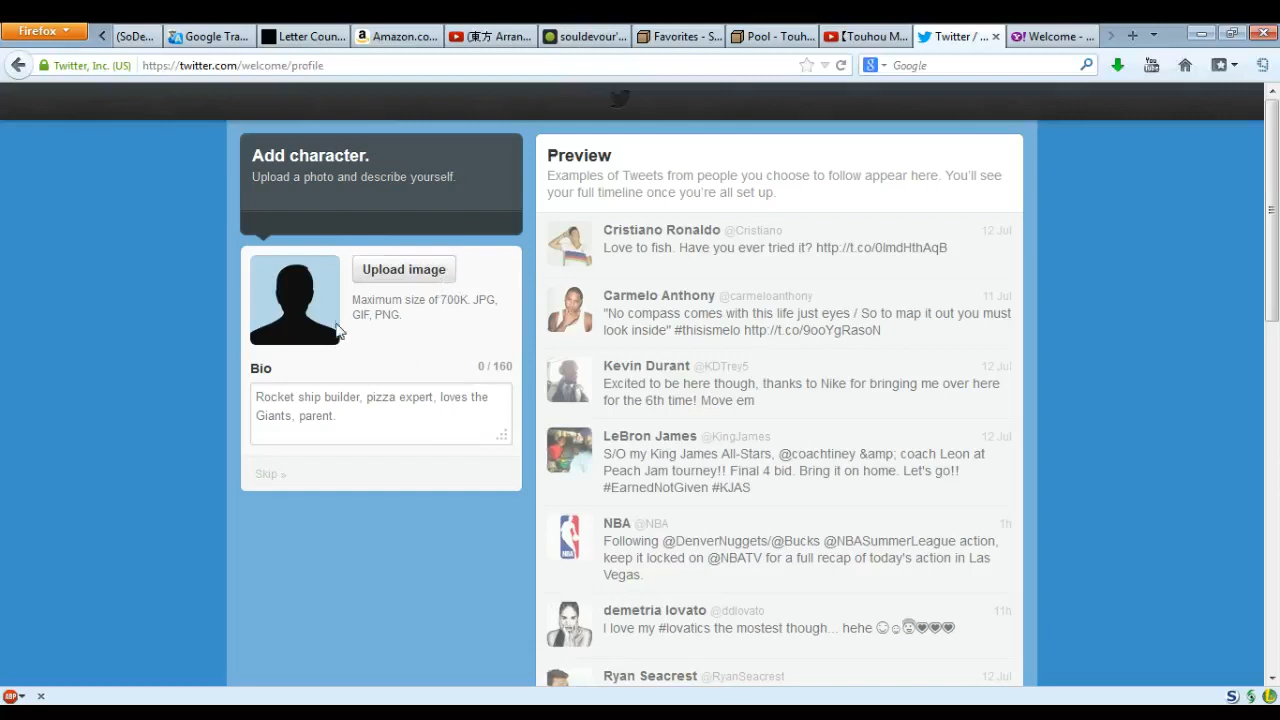 Firefox
(SoDe...
Google Tra...
Letter Coun...
Amazon.co...
(東方 Arran...
souldevour'...
Favorites - S...
Pool - Touh...
【Touhou M...
Twitter / ...
Welcome - ...
Twitter, Inc. (US)
https://twitter.com/welcome/profile
Google
You
Tube
Add character.
Upload a photo and describe yourself.
Upload image
Maximum size of 700K. JPG,
GIF, PNG.
Bio
0 / 160
Rocket ship builder, pizza expert, loves the
Giants, parent.
Skip »
Preview
Examples of Tweets from people you choose to follow appear here. You'll see
your full timeline once you're all set up.
Cristiano Ronaldo @Cristiano 12 Jul
Love to fish. Have you ever tried it? http://t.co/0lmdHthAqB
Carmelo Anthony @carmeloanthony 11 Jul
"No compass comes with this life just eyes / So to map it out you must
look inside" #thisismelo http://t.co/9ooYgRasoN
Kevin Durant @KDTrey5 12 Jul
Excited to be here though, thanks to Nike for bringing me over here
for the 6th time! Move em
LeBron James @KingJames 12 Jul
S/O my King James All-Stars, @coachtiney &amp; coach Leon at
Peach Jam tourney!! Final 4 bid. Bring it on home. Let's go!!
#EarnedNotGiven #KJAS
NBA @NBA 1h
Following @DenverNuggets/@Bucks @NBASummerLeague action,
keep it locked on @NBATV for a full recap of today's action in Las
Vegas.
demetria lovato @ddlovato 11h
I love my #lovatics the mostest though... hehe
Ryan Seacrest @RyanSeacrest 12 Jul
ABP